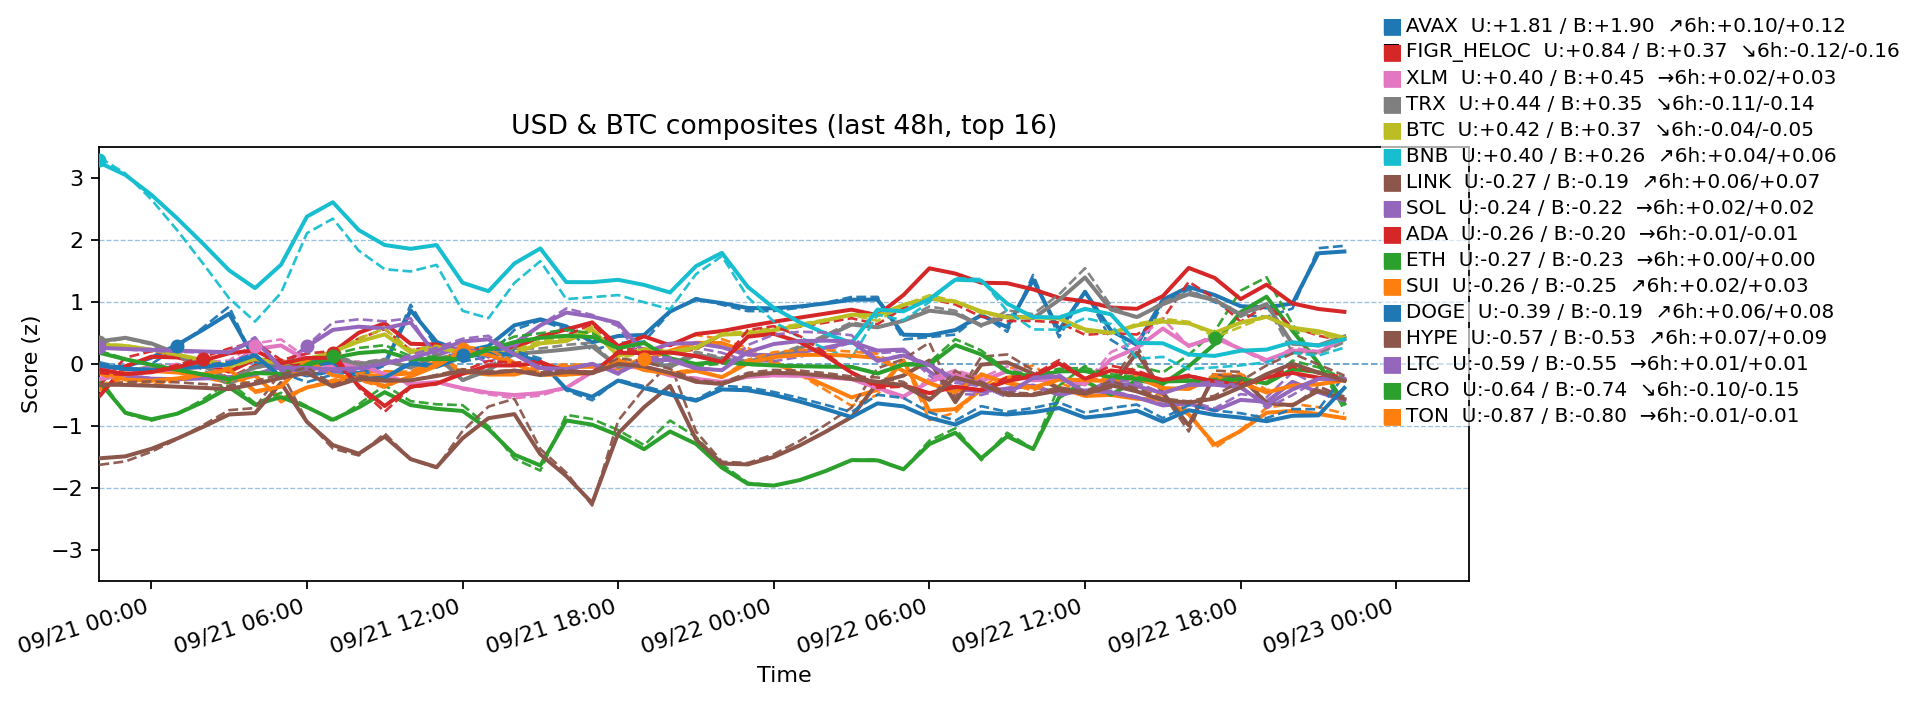 AVAX U:+1.81 / B:+1.90 ↗6h:+0.10/+0.12
FIGR_HELOC U:+0.84 / B:+0.37 ↘6h:-0.12/-0.16
XLM U:+0.40 / B:+0.45 →6h:+0.02/+0.03
TRX U:+0.44 / B:+0.35 ↘6h:-0.11/-0.14
BTC U:+0.42 / B:+0.37 ↘6h:-0.04/-0.05
BNB U:+0.40 / B:+0.26 ↗6h:+0.04/+0.06
LINK U:-0.27 / B:-0.19 ↗6h:+0.06/+0.07
SOL U:-0.24 / B:-0.22 →6h:+0.02/+0.02
ADA U:-0.26 / B:-0.20 →6h:-0.01/-0.01
ETH U:-0.27 / B:-0.23 →6h:+0.00/+0.00
SUI U:-0.26 / B:-0.25 ↗6h:+0.02/+0.03
DOGE U:-0.39 / B:-0.19 ↗6h:+0.06/+0.08
HYPE U:-0.57 / B:-0.53 ↗6h:+0.07/+0.09
LTC U:-0.59 / B:-0.55 →6h:+0.01/+0.01
CRO U:-0.64 / B:-0.74 ↘6h:-0.10/-0.15
TON U:-0.87 / B:-0.80 →6h:-0.01/-0.01
USD & BTC composites (last 48h, top 16)
Score (z)
3
2
1
0
−1
−2
−3
09/21 00:00
09/21 06:00
09/21 12:00
09/21 18:00
09/22 00:00
09/22 06:00
09/22 12:00
09/22 18:00
09/23 00:00
Time